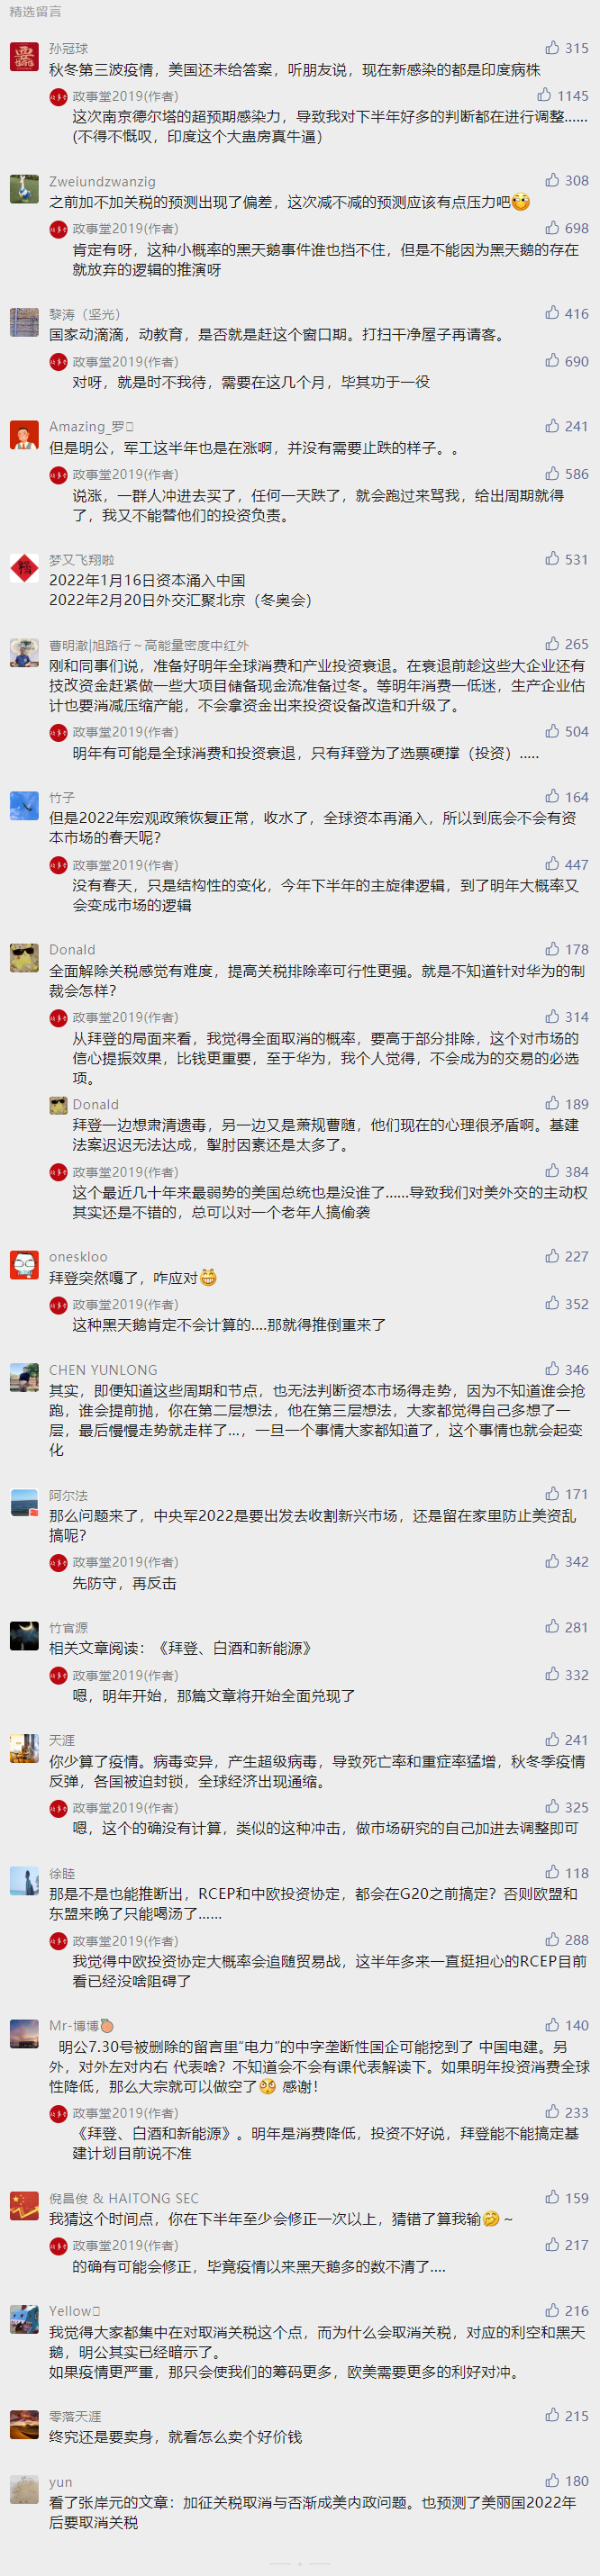 精选留言
孙冠球
315
秋冬第三波疫情，美国还未给答案，听朋友说，现在新感染的都是印度病株
政事堂2019(作者)
1145
这次南京德尔塔的超预期感染力，导致我对下半年好多的判断都在进行调整......
(不得不慨叹，印度这个大蛊房真牛逼）
Zweiundzwanzig
308
之前加不加关税的预测出现了偏差，这次减不减的预测应该有点压力吧
政事堂2019(作者)
698
肯定有呀，这种小概率的黑天鹅事件谁也挡不住，但是不能因为黑天鹅的存在
就放弃的逻辑的推演呀
黎涛（坚光）
416
国家动滴滴，动教育，是否就是赶这个窗口期。打扫干净屋子再请客。
政事堂2019(作者)
690
对呀，就是时不我待，需要在这几个月，毕其功于一役
Amazing_罗
241
但是明公，军工这半年也是在涨啊，并没有需要止跌的样子。。
政事堂2019(作者)
586
说涨，一群人冲进去买了，任何一天跌了，就会跑过来骂我，给出周期就得
了，我又不能替他们的投资负责。
梦又飞翔啦
531
2022年1月16日资本涌入中国
2022年2月20日外交汇聚北京（冬奥会）
曹明澈|旭路行～高能量密度中红外
265
刚和同事们说，准备好明年全球消费和产业投资衰退。在衰退前趁这些大企业还有
技改资金赶紧做一些大项目储备现金流准备过冬。等明年消费一低迷，生产企业估
计也要消减压缩产能，不会拿资金出来投资设备改造和升级了。
政事堂2019(作者)
504
明年有可能是全球消费和投资衰退，只有拜登为了选票硬撑（投资）.....
竹子
164
但是2022年宏观政策恢复正常，收水了，全球资本再涌入，所以到底会不会有资
本市场的春天呢？
政事堂2019(作者)
447
没有春天，只是结构性的变化，今年下半年的主旋律逻辑，到了明年大概率又
会变成市场的逻辑
Donald
178
全面解除关税感觉有难度，提高关税排除率可行性更强。就是不知道针对华为的制
裁会怎样？
政事堂2019(作者)
314
从拜登的局面来看，我觉得全面取消的概率，要高于部分排除，这个对市场的
信心提振效果，比钱更重要，至于华为，我个人觉得，不会成为的交易的必选
项。
Donald
189
拜登一边想肃清遗毒，另一边又是萧规曹随，他们现在的心理很矛盾啊。基建
法案迟迟无法达成，掣肘因素还是太多了。
政事堂2019(作者)
384
这个最近几十年来最弱势的美国总统也是没谁了......导致我们对美外交的主动权
其实还是不错的，总可以对一个老年人搞偷袭
oneskloo
227
拜登突然嘎了，咋应对
政事堂2019(作者)
352
这种黑天鹅肯定不会计算的....那就得推倒重来了
CHEN YUNLONG
346
其实，即便知道这些周期和节点，也无法判断资本市场得走势，因为不知道谁会抢
跑，谁会提前抛，你在第二层想法，他在第三层想法，大家都觉得自己多想了一
层，最后慢慢走势就走样了...，一旦一个事情大家都知道了，这个事情也就会起变
化
阿尔法
171
那么问题来了，中央军2022是要出发去收割新兴市场，还是留在家里防止美资乱
搞呢？
政事堂2019(作者)
342
先防守，再反击
竹官源
281
相关文章阅读：《拜登、白酒和新能源》
政事堂2019(作者)
332
嗯，明年开始，那篇文章将开始全面兑现了
天涯
241
你少算了疫情。病毒变异，产生超级病毒，导致死亡率和重症率猛增，秋冬季疫情
反弹，各国被迫封锁，全球经济出现通缩。
政事堂2019(作者)
325
嗯，这个的确没有计算，类似的这种冲击，做市场研究的自己加进去调整即可
徐睦
118
那是不是也能推断出，RCEP和中欧投资协定，都会在G20之前搞定？否则欧盟和
东盟来晚了只能喝汤了......
政事堂2019(作者)
288
我觉得中欧投资协定大概率会追随贸易战，这半年多来一直挺担心的RCEP目前
看已经没啥阻碍了
Mr-博博
140
明公7.30号被删除的留言里“电力”的中字垄断性国企可能挖到了 中国电建。另
外，对外左对内右 代表啥？不知道会不会有课代表解读下。如果明年投资消费全球
性降低，那么大宗就可以做空了 感谢！
政事堂2019(作者)
233
《拜登、白酒和新能源》。明年是消费降低，投资不好说，拜登能不能搞定基
建计划目前说不准
倪昌俊 & HAITONG SEC
159
我猜这个时间点，你在下半年至少会修正一次以上，猜错了算我输～
政事堂2019(作者)
217
的确有可能会修正，毕竟疫情以来黑天鹅多的数不清了....
Yellow
216
我觉得大家都集中在对取消关税这个点，而为什么会取消关税，对应的利空和黑天
鹅，明公其实已经暗示了。
如果疫情更严重，那只会使我们的筹码更多，欧美需要更多的利好对冲。
零落天涯
215
终究还是要卖身，就看怎么卖个好价钱
yun
180
看了张岸元的文章：加征关税取消与否渐成美内政问题。也预测了美丽国2022年
后要取消关税